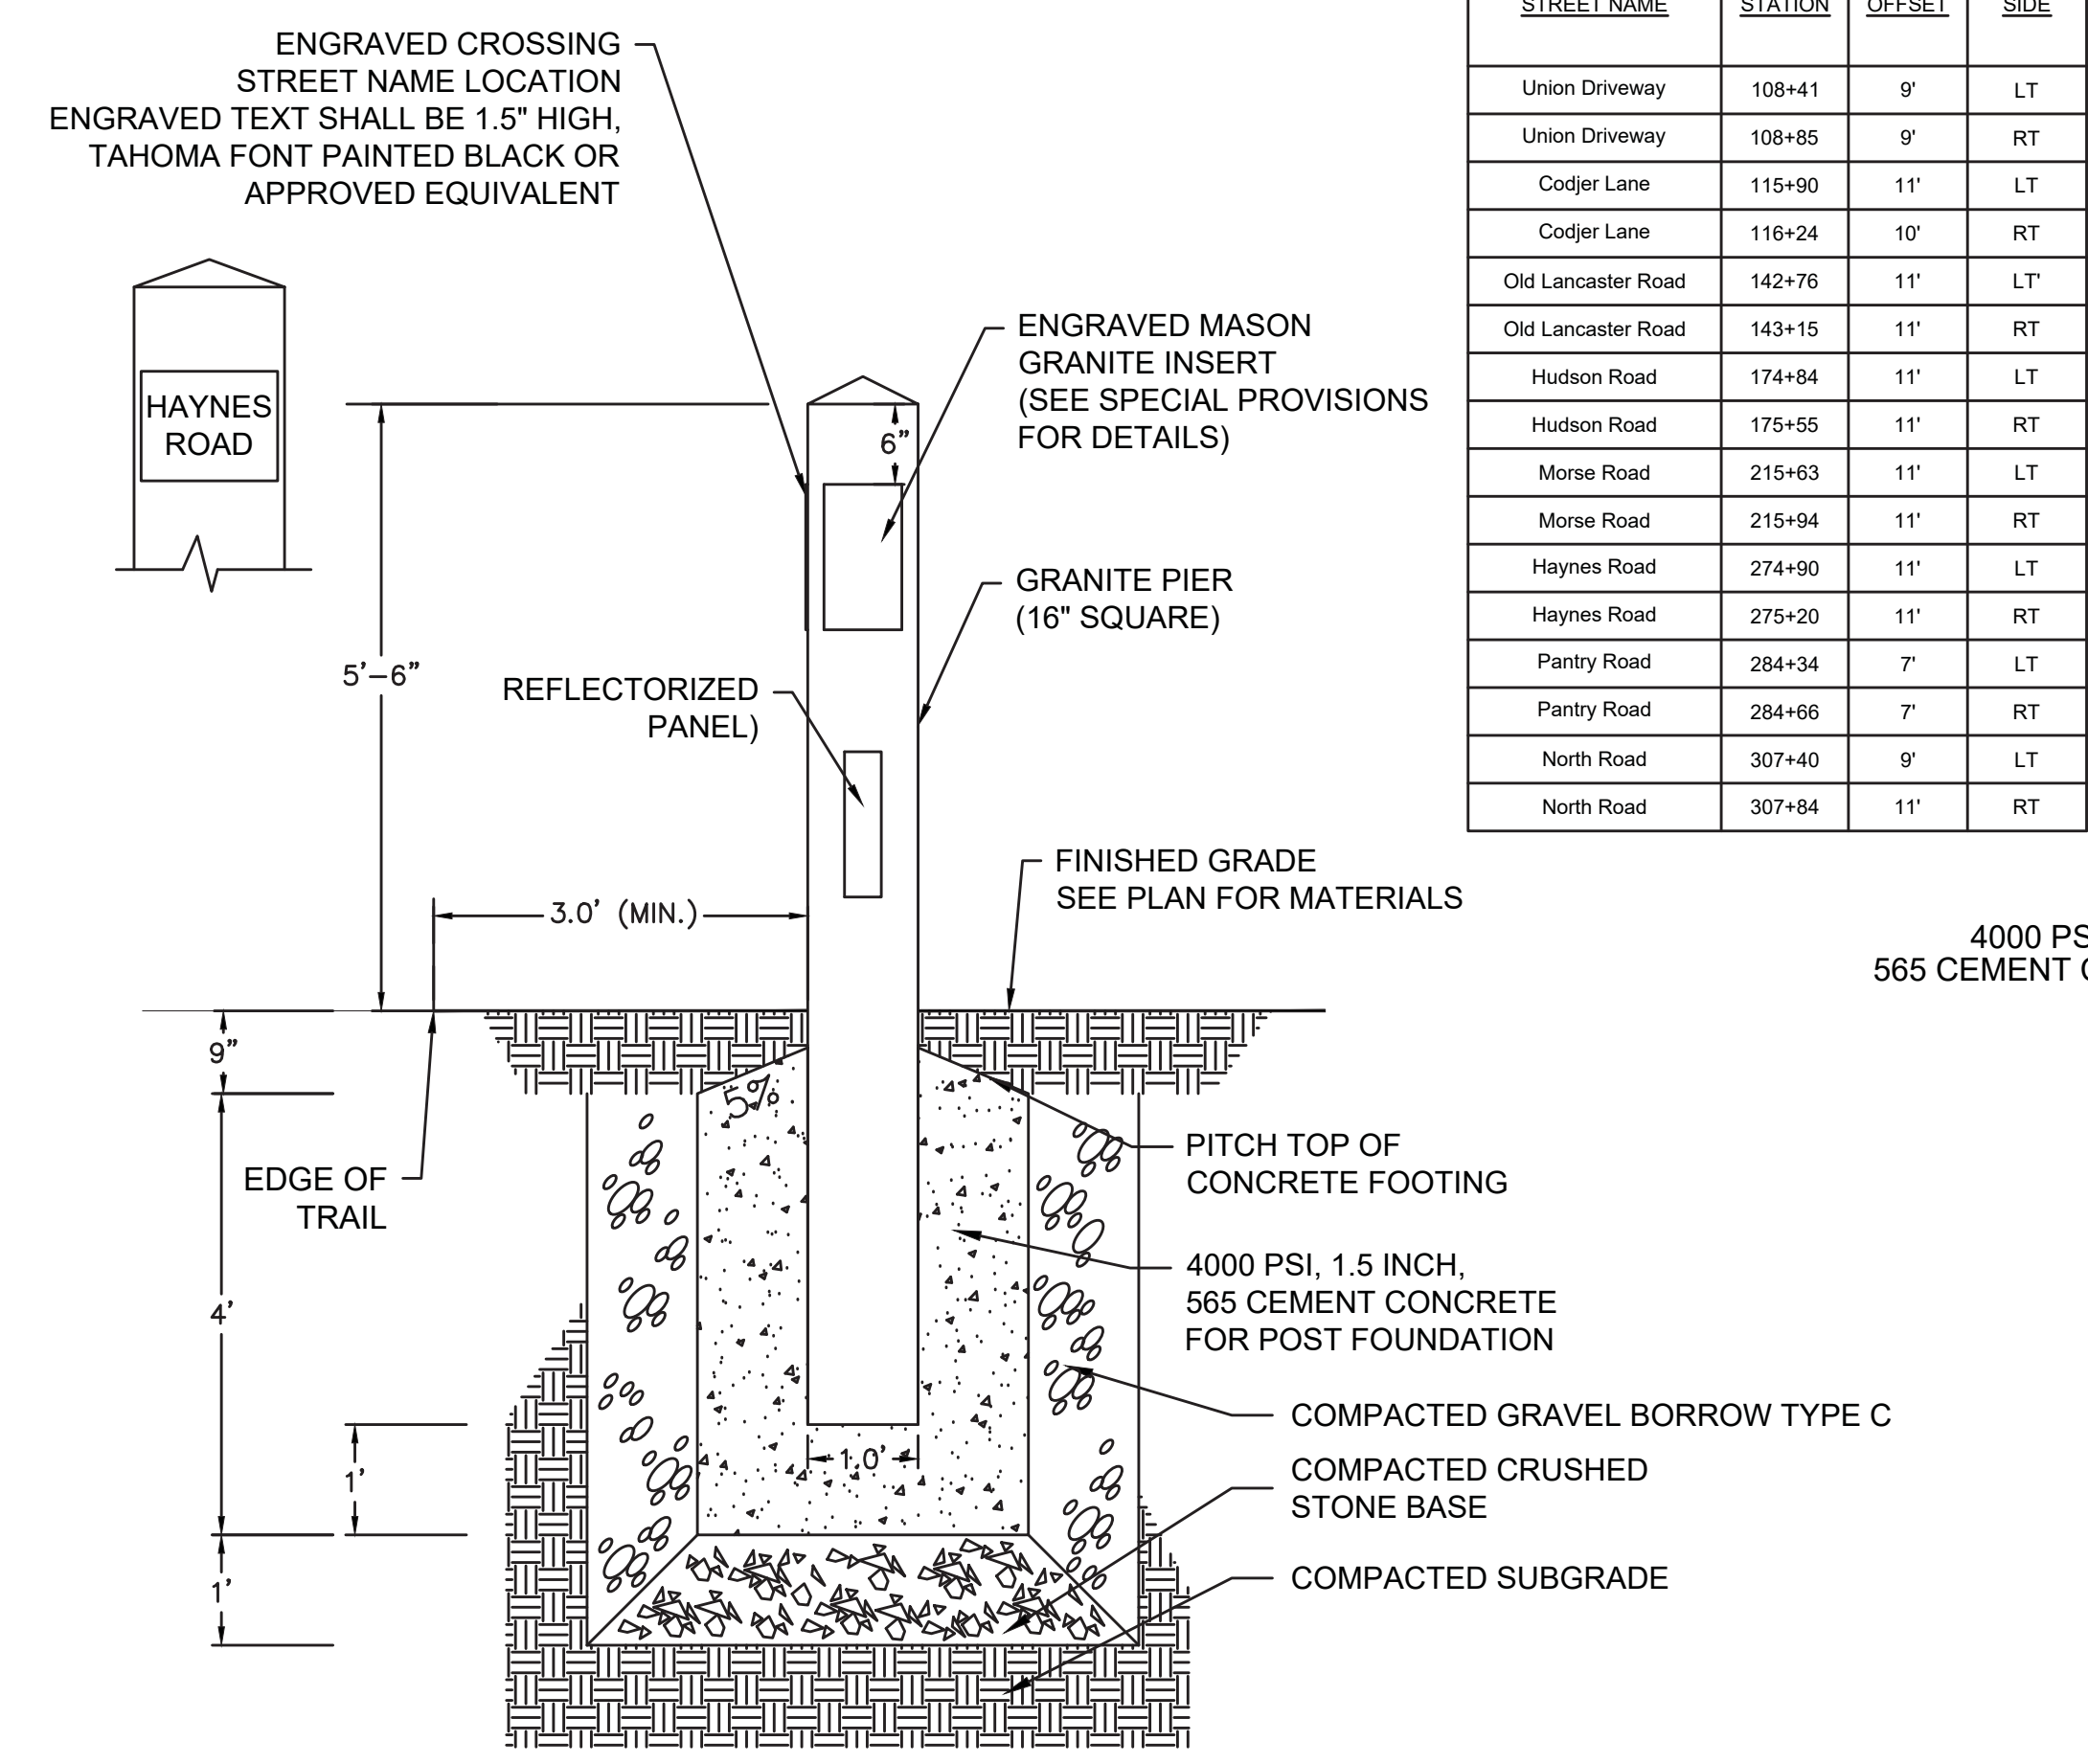 ENGRAVED CROSSING
STREET NAME LOCATION
ENGRAVED TEXT SHALL BE 1.5" HIGH,
TAHOMA FONT PAINTED BLACK OR
APPROVED EQUIVALENT
HAYNES
ROAD
ENGRAVED MASON
GRANITE INSERT
(SEE SPECIAL PROVISIONS
FOR DETAILS)
6”
GRANITE PIER
(16" SQUARE)
5’–6”
REFLECTORIZED
PANEL)
FINISHED GRADE
SEE PLAN FOR MATERIALS
3.0’ (MIN.)
9”
5%
EDGE OF
TRAIL
PITCH TOP OF
CONCRETE FOOTING
4’
4000 PSI, 1.5 INCH,
565 CEMENT CONCRETE
FOR POST FOUNDATION
COMPACTED GRAVEL BORROW TYPE C
1.0’
1’
COMPACTED CRUSHED
STONE BASE
1’
COMPACTED SUBGRADE
STREET NAME STATION OFFSET SIDE
Union Driveway 108+41 9' LT
Union Driveway 108+85 9' RT
Codjer Lane 115+90 11' LT
Codjer Lane 116+24 10' RT
Old Lancaster Road 142+76 11' LT'
Old Lancaster Road 143+15 11' RT
Hudson Road 174+84 11' LT
Hudson Road 175+55 11' RT
Morse Road 215+63 11' LT
Morse Road 215+94 11' RT
Haynes Road 274+90 11' LT
Haynes Road 275+20 11' RT
Pantry Road 284+34 7' LT
Pantry Road 284+66 7' RT
North Road 307+40 9' LT
North Road 307+84 11' RT
4000 PS
565 CEMENT